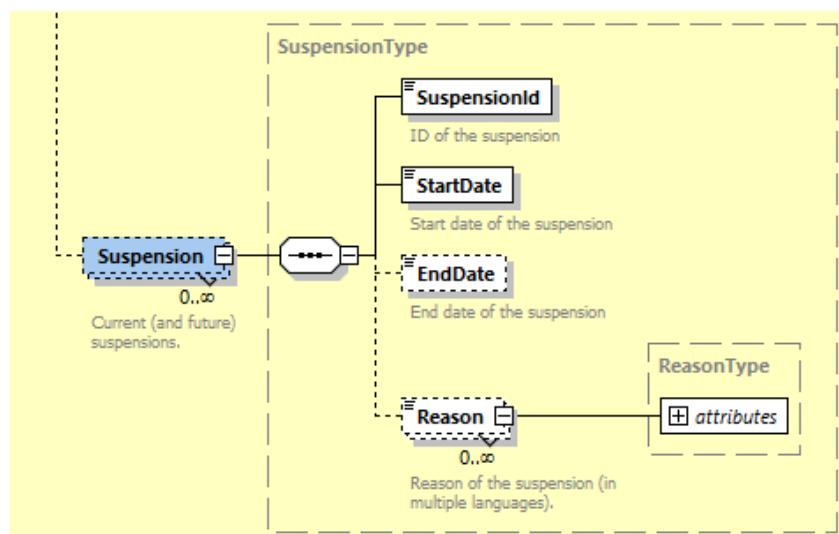 SuspensionType
SuspensionId
ID of the suspension
StartDate
Start date of the suspension
Suspension
0..∞
Current (and future)
suspensions.
EndDate
End date of the suspension
ReasonType
attributes
Reason
0..∞
Reason of the suspension (in
multiple languages).